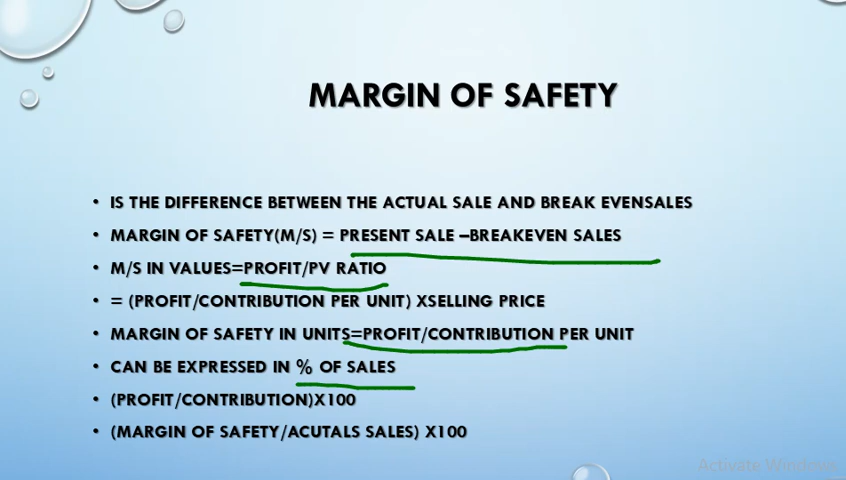 MARGIN OF SAFETY
• IS THE DIFFERENCE BETWEEN THE ACTUAL SALE AND BREAK EVENSALES
• MARGIN OF SAFETY(M/S) = PRESENT SALE –BREAKEVEN SALES
• M/S IN VALUES=PROFIT/PV RATIO
• = (PROFIT/CONTRIBUTION PER UNIT) XSELLING PRICE
• MARGIN OF SAFETY IN UNITS=PROFIT/CONTRIBUTION PER UNIT
• CAN BE EXPRESSED IN % OF SALES
• (PROFIT/CONTRIBUTION)X100
• (MARGIN OF SAFETY/ACUTALS SALES) X100
Activate Windows